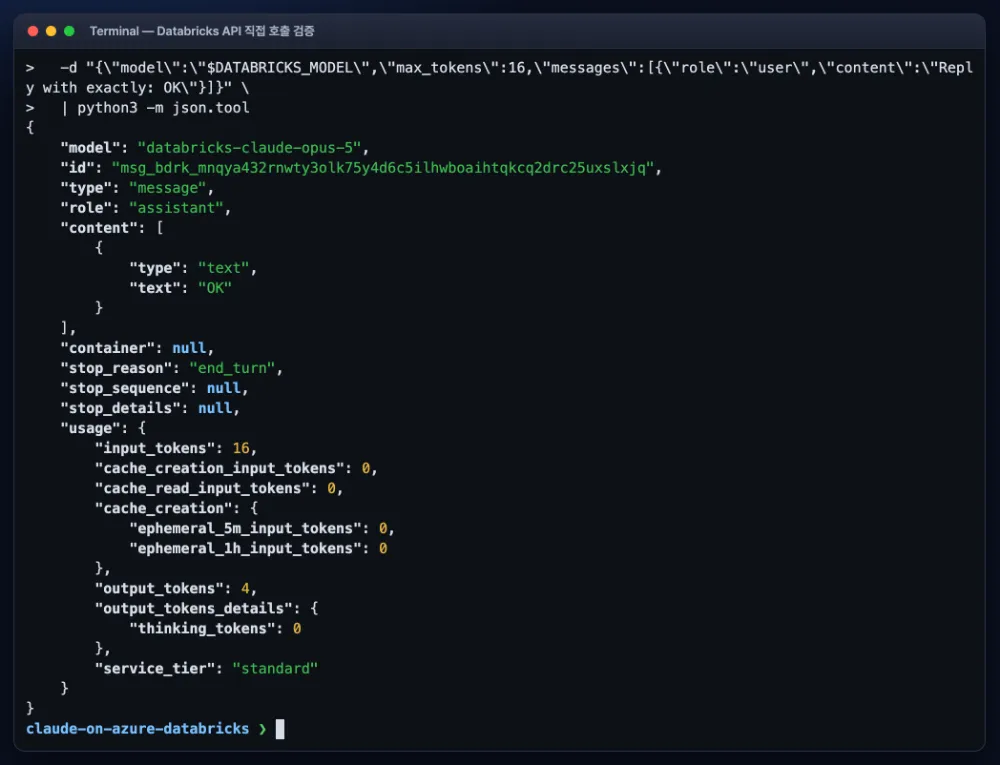 Terminal — Databricks API 직접 호출 검증
>   -d "{\"model\":\"$DATABRICKS_MODEL\",\"max_tokens\":16,\"messages\":[{\"role\":\"user\",\"content\":\"Repl
y with exactly: OK\"}]}" \
>   | python3 -m json.tool
{
    "model": "databricks-claude-opus-5",
    "id": "msg_bdrk_mnqya432rnwty3olk75y4d6c5ilhwboaihtqkcq2drc25uxslxjq",
    "type": "message",
    "role": "assistant",
    "content": [
        {
            "type": "text",
            "text": "OK"
        }
    ],
    "container": null,
    "stop_reason": "end_turn",
    "stop_sequence": null,
    "stop_details": null,
    "usage": {
        "input_tokens": 16,
        "cache_creation_input_tokens": 0,
        "cache_read_input_tokens": 0,
        "cache_creation": {
            "ephemeral_5m_input_tokens": 0,
            "ephemeral_1h_input_tokens": 0
        },
        "output_tokens": 4,
        "output_tokens_details": {
            "thinking_tokens": 0
        },
        "service_tier": "standard"
    }
}
claude-on-azure-databricks ❯